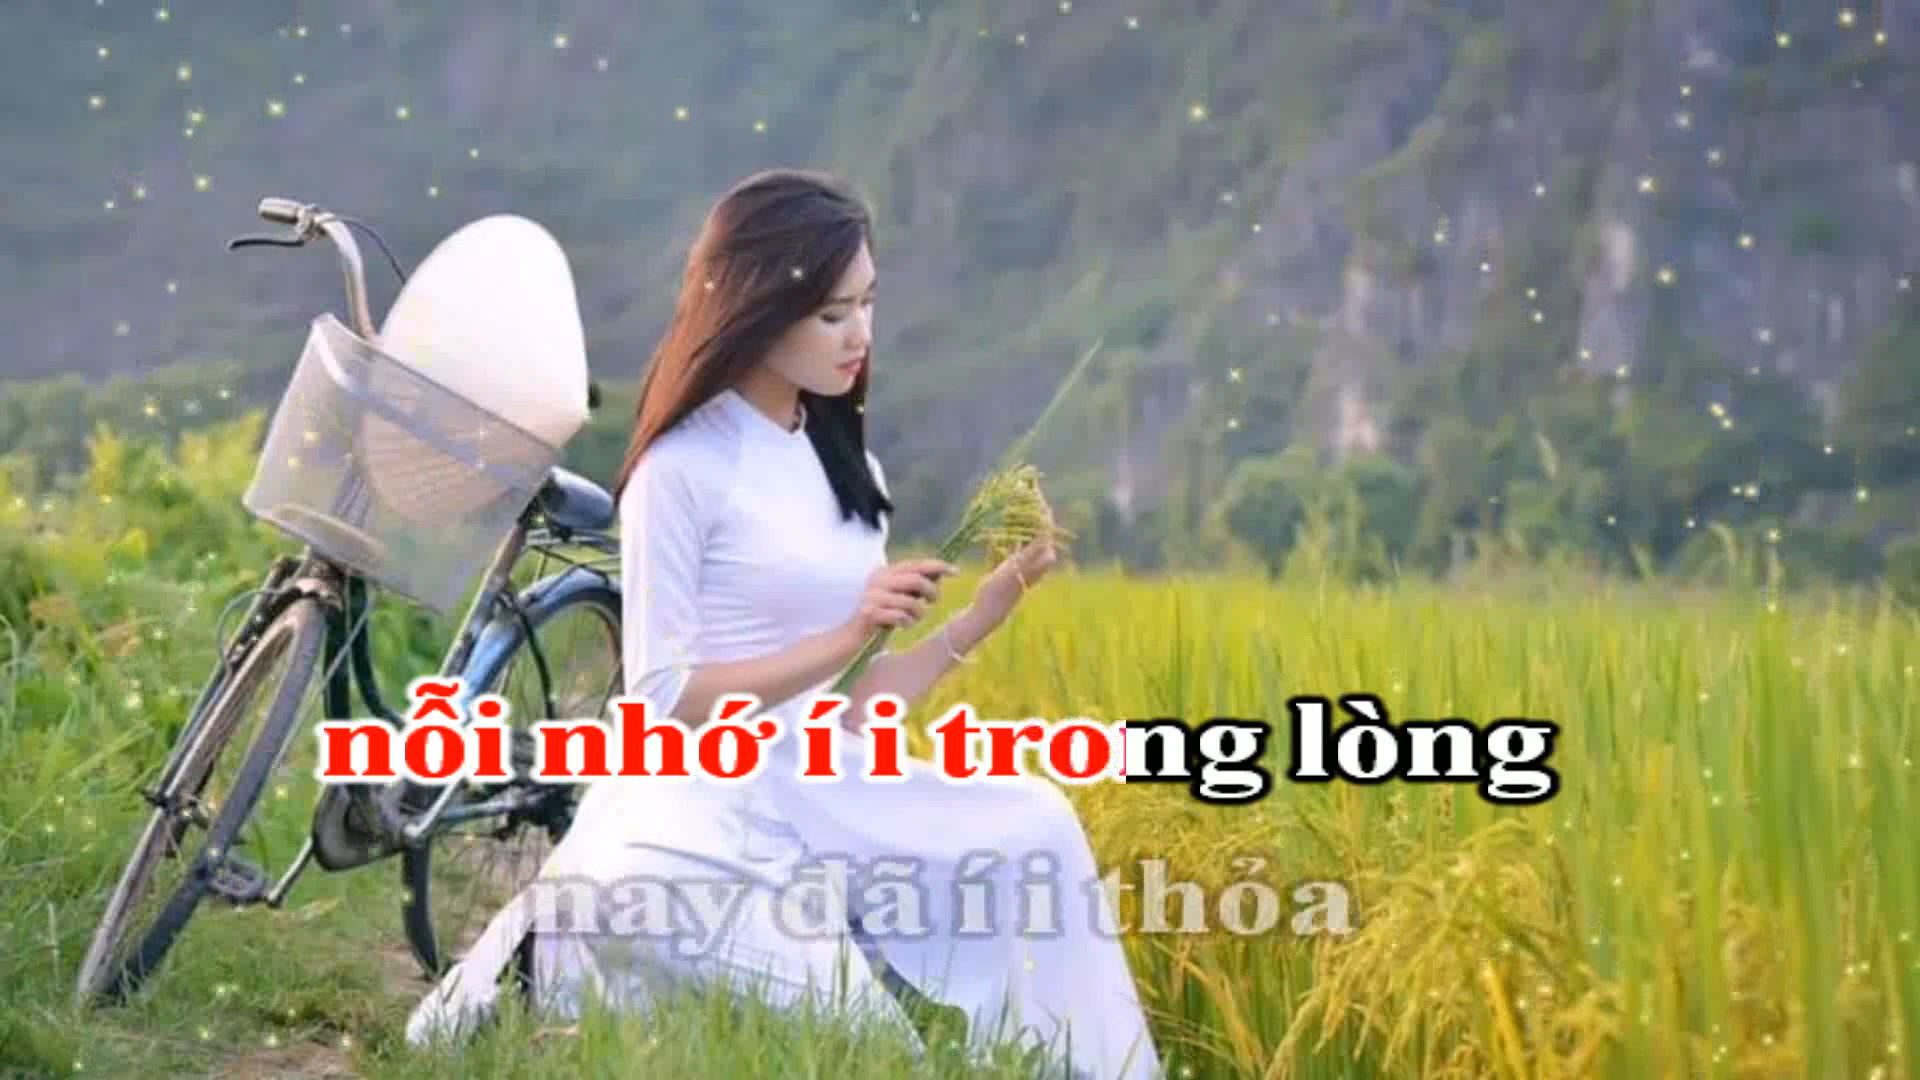 nỗi nhớ í i trong lòng
nay đã í i thỏa